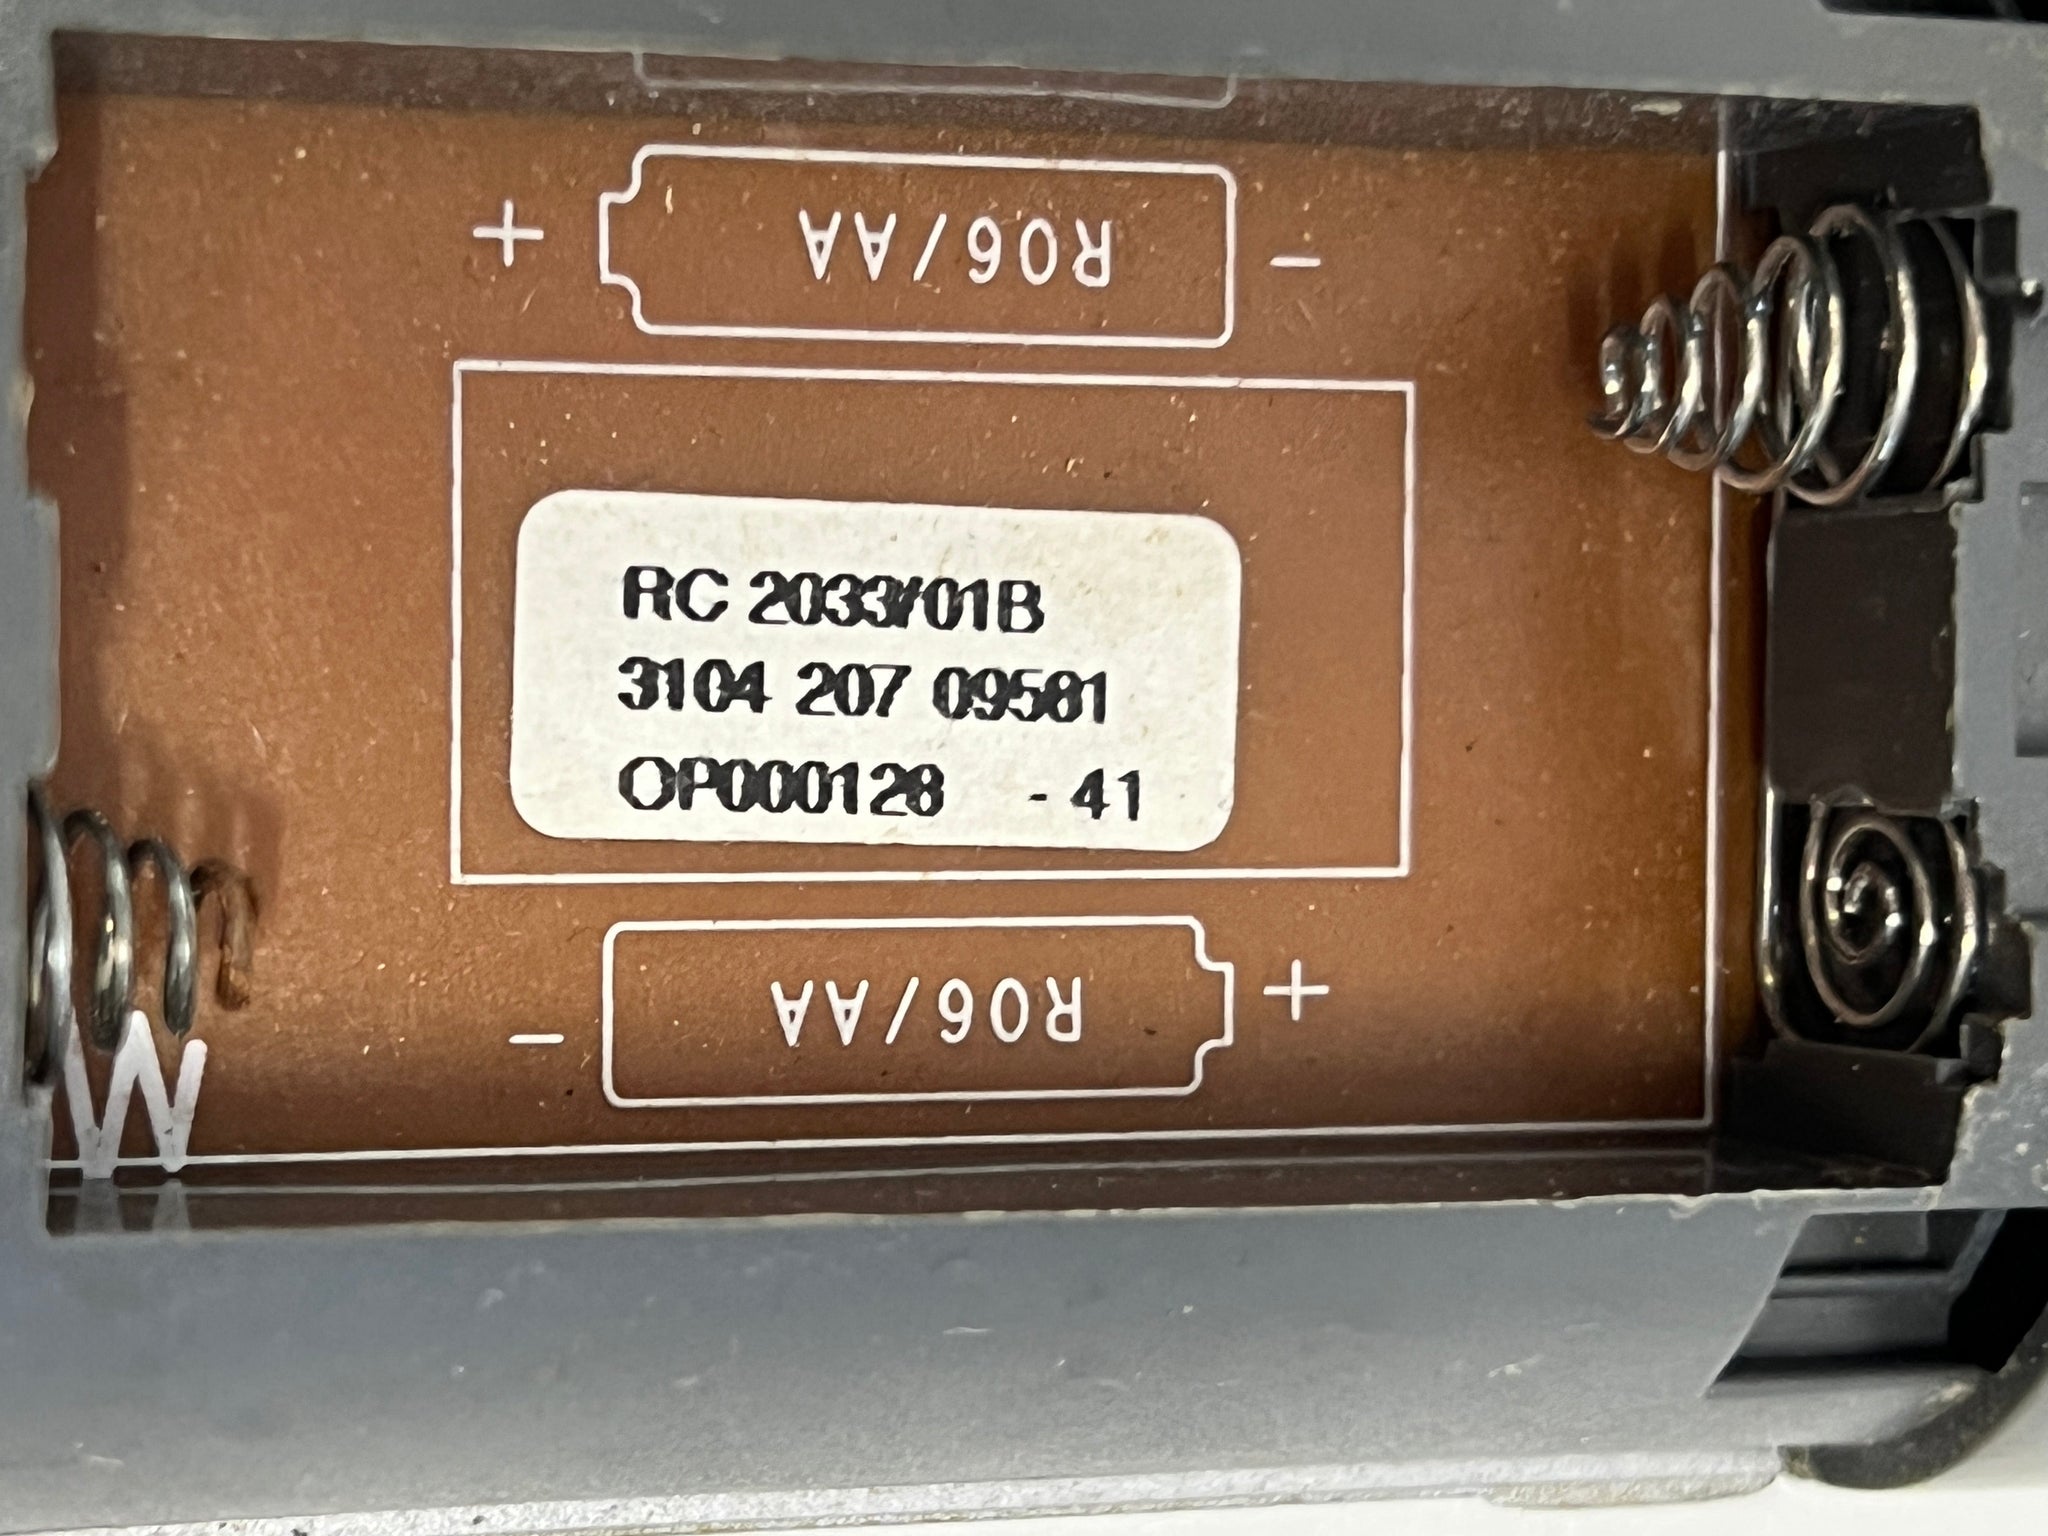 + R06/AA -
RC 2033/01B
3104 207 09581
OP000128 - 41
- R06/AA +
W